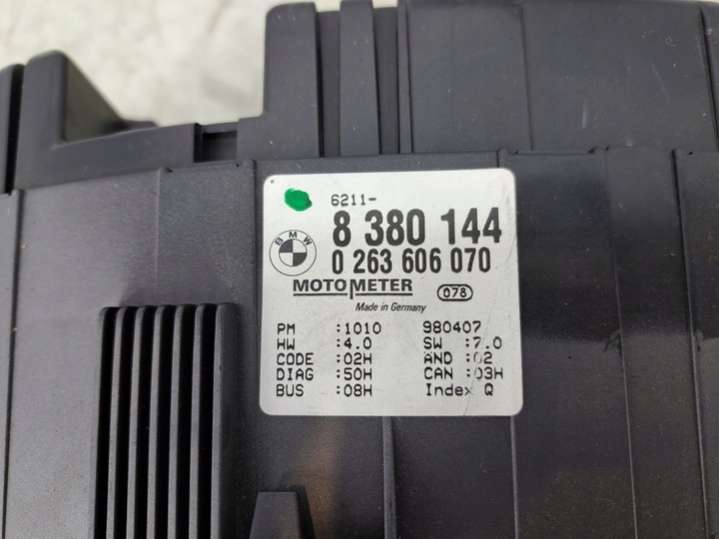 6211-
8 380 144
BMW
0 263 606 070
MOTOMETER 078
Made in Germany
PM :1010 980407
HW :4.0 SW :7.0
CODE :02H AND :02
DIAG :50H CAN :03H
BUS :08H Index Q